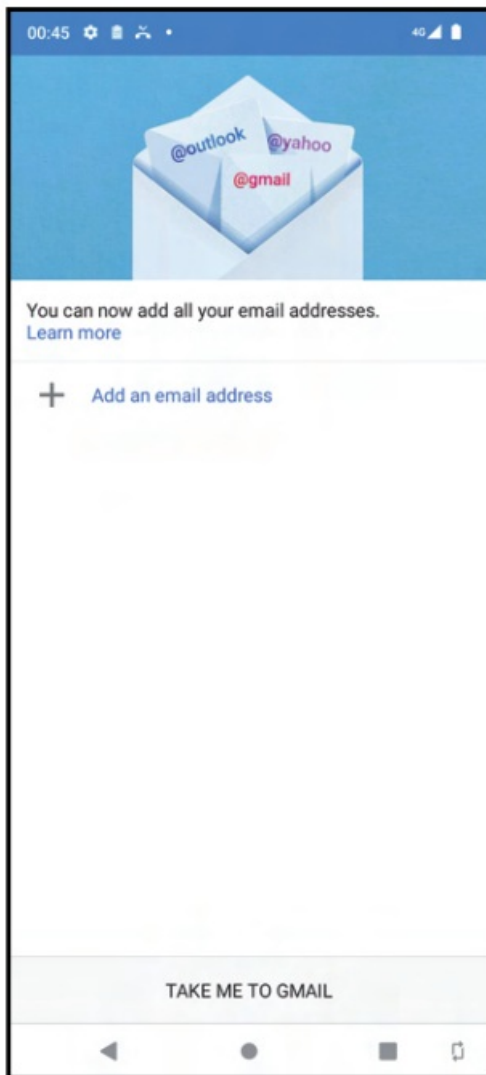 00:45
4G
@outlook
@yahoo
@gmail
You can now add all your email addresses.
Learn more
Add an email address
TAKE ME TO GMAIL